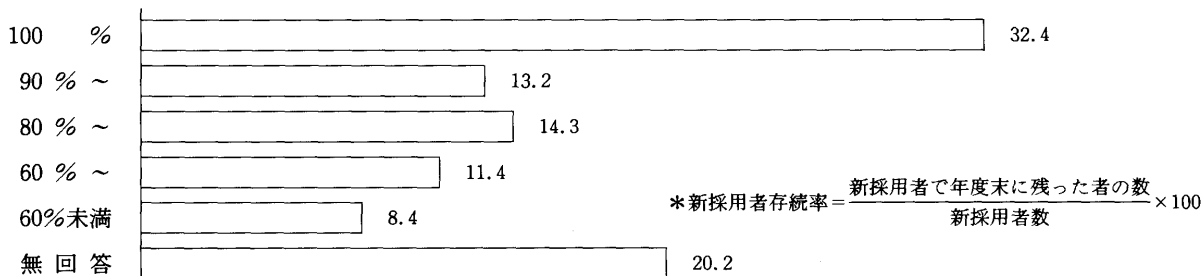 100 % 32.4
90 % ~ 13.2
80 % ~ 14.3
60 % ~ 11.4
60%未満 8.4
*新採用者存続率=新採用者で年度末に残った者の数/新採用者数×100
無回答 20.2